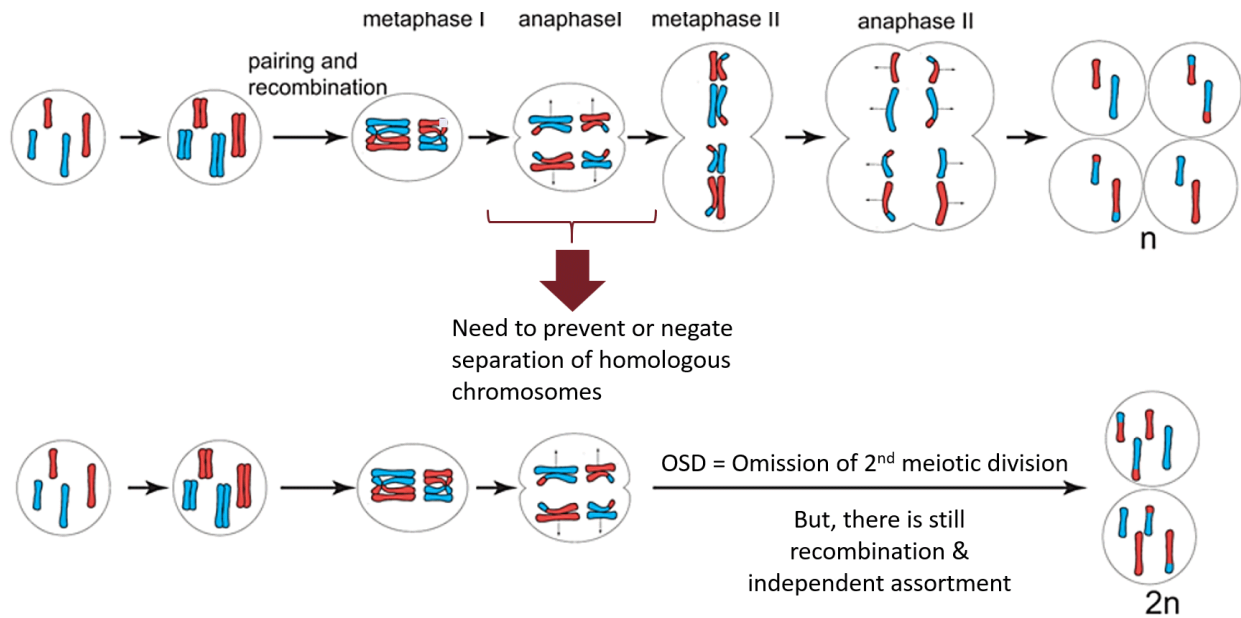 metaphase I
anaphaseI
metaphase II
anaphase II
pairing and
recombination
n
Need to prevent or negate
separation of homologous
chromosomes
OSD = Omission of 2nd meiotic division
But, there is still
recombination &
independent assortment
2n